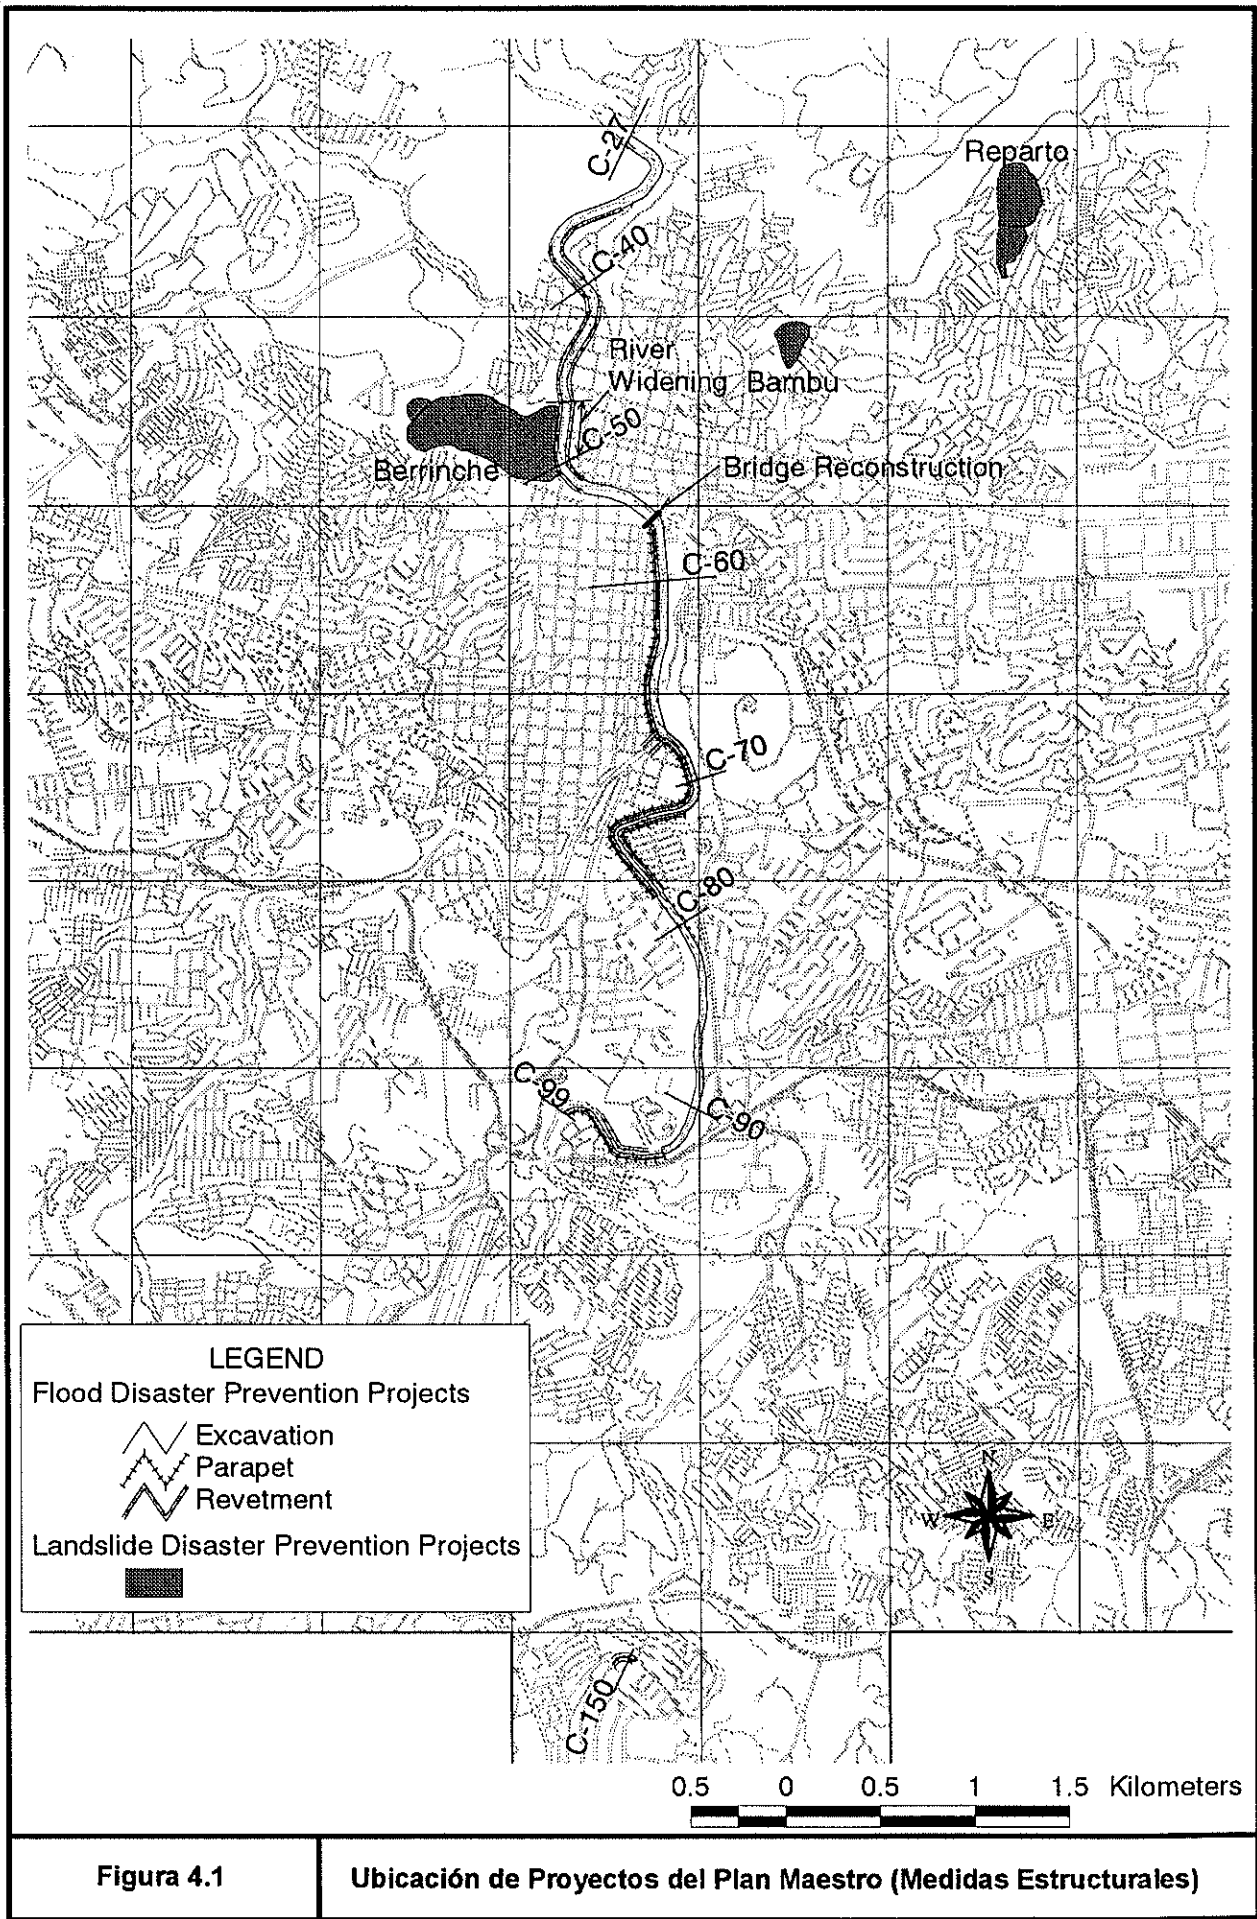 C-27
Reparto
C-40
River
Widening
Bambu
C-50
Berrinche
Bridge Reconstruction
C-60
C-70
C-80
C-99
C-90
LEGEND
Flood Disaster Prevention Projects
Excavation
Parapet
Revetment
Landslide Disaster Prevention Projects
N
W
E
S
C-150
0.5 0 0.5 1 1.5 Kilometers
Figura 4.1
Ubicación de Proyectos del Plan Maestro (Medidas Estructurales)